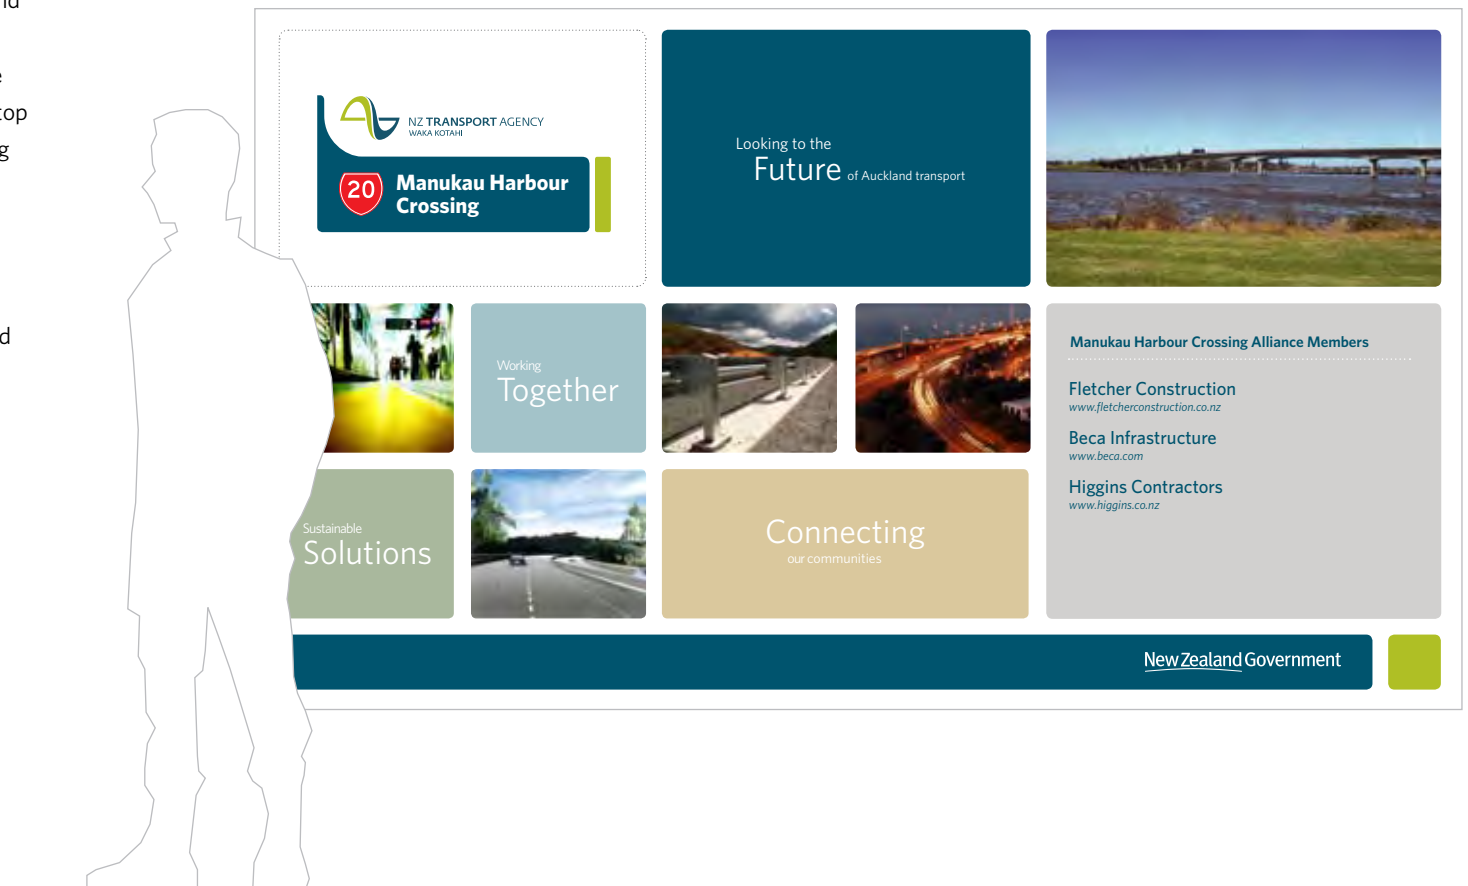 top
NZ TRANSPORT AGENCY
WAKA KOTAHI
20
Manukau Harbour
Crossing
Looking to the
Future of Auckland transport
Working
Together
Manukau Harbour Crossing Alliance Members
Fletcher Construction
www.fletcherconstruction.co.nz
Beca Infrastructure
www.beca.com
Higgins Contractors
www.higgins.co.nz
Sustainable
Solutions
Connecting
our communities
New Zealand Government